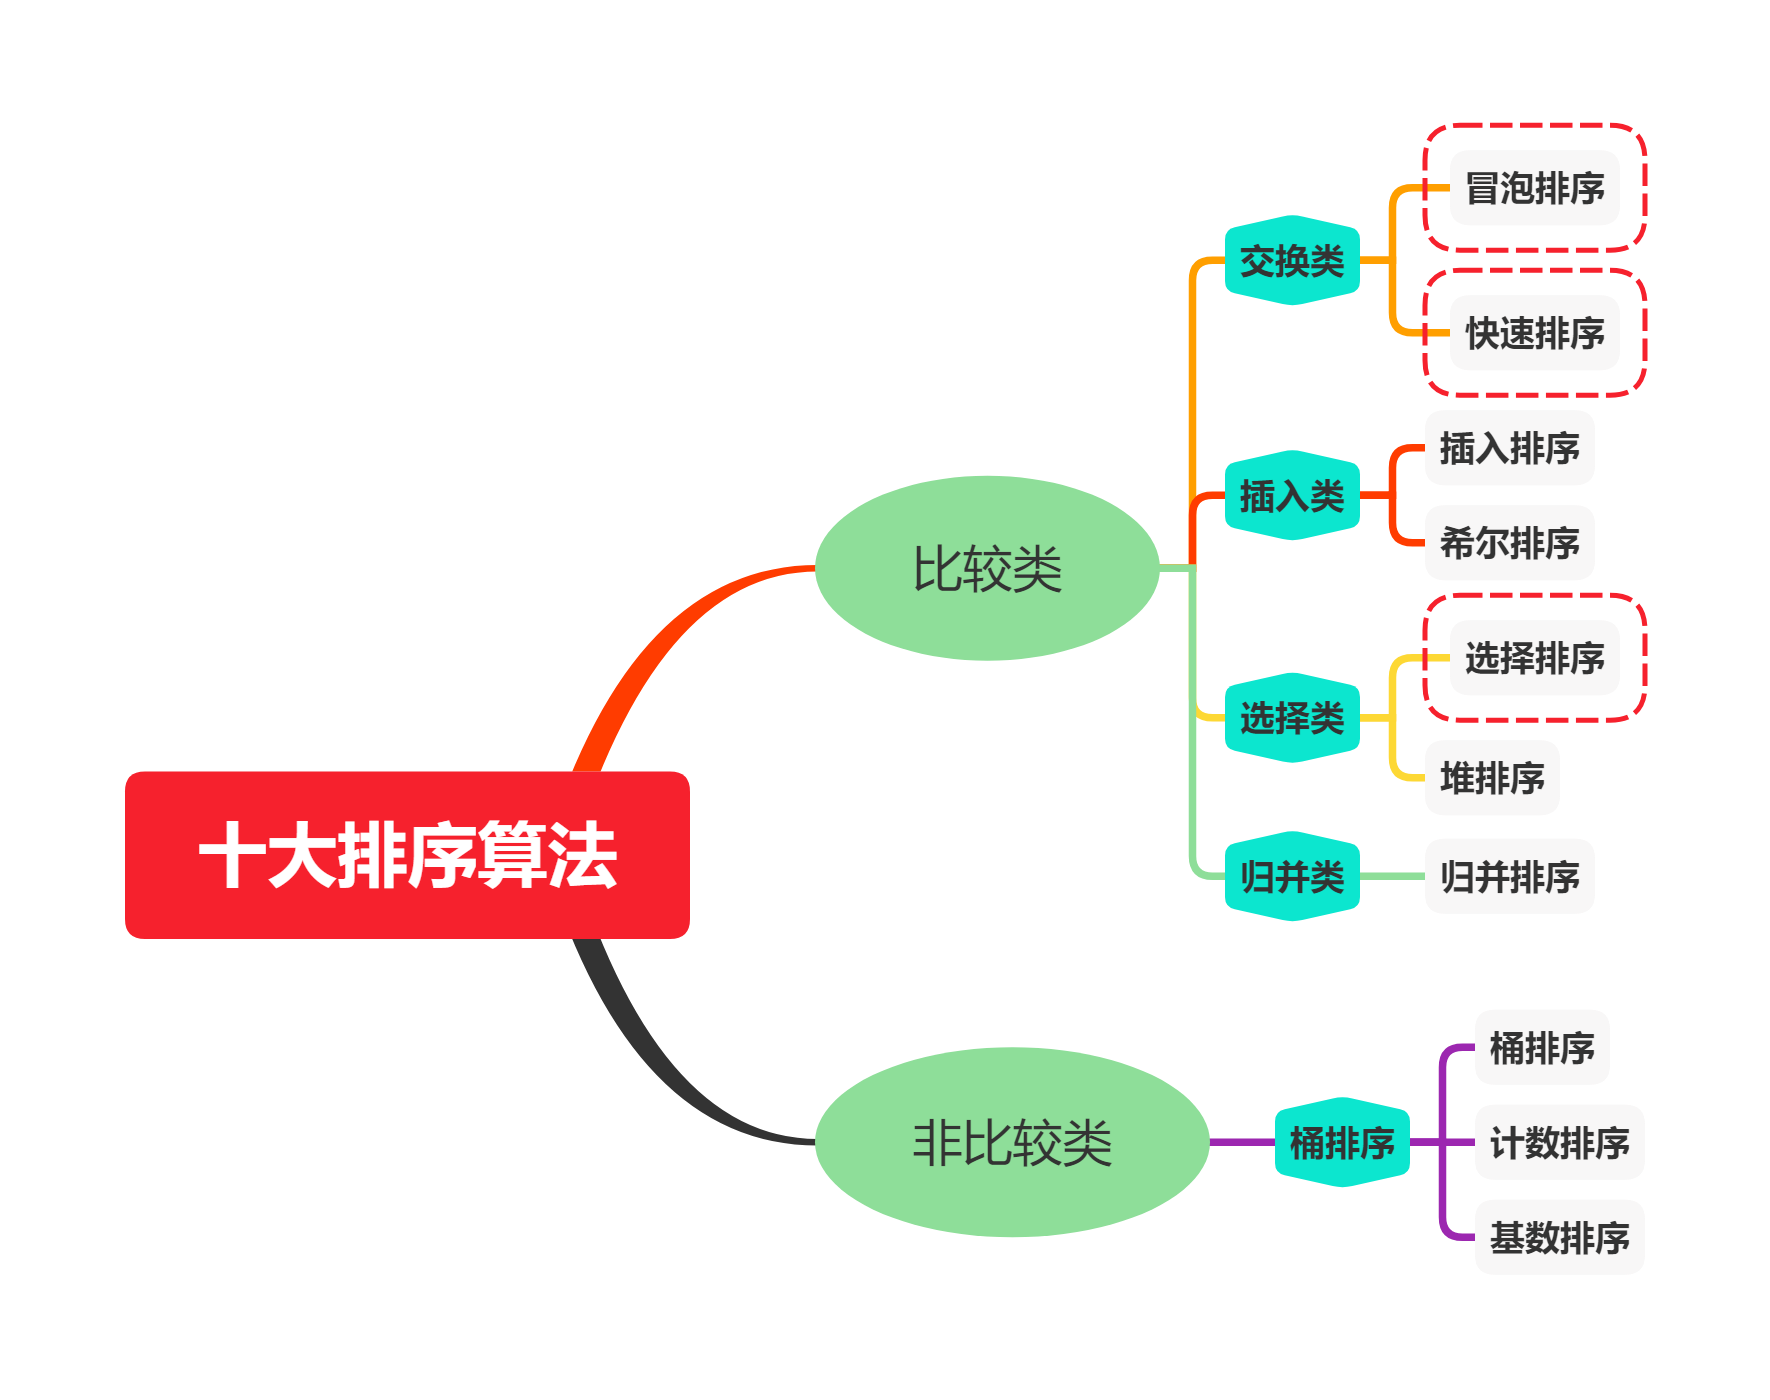 十大排序算法
比较类
交换类
冒泡排序
快速排序
插入类
插入排序
希尔排序
选择类
选择排序
堆排序
归并类
归并排序
非比较类
桶排序
桶排序
计数排序
基数排序